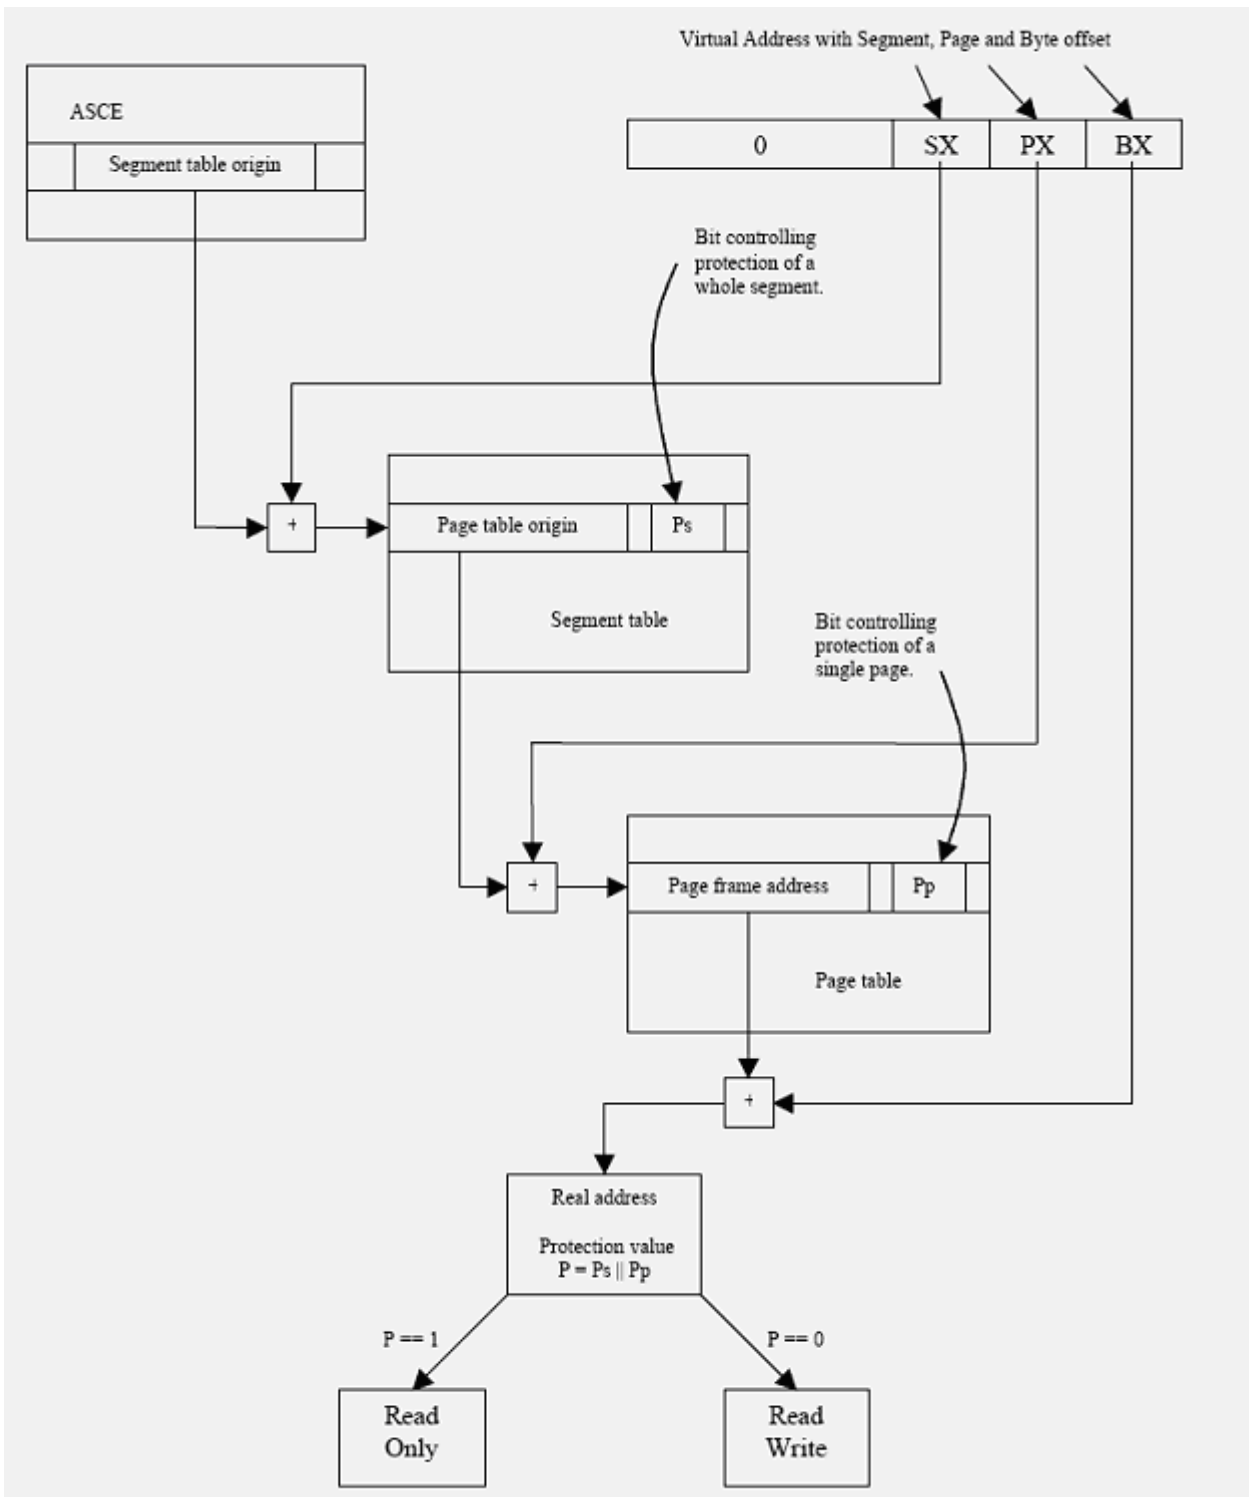 Virtual Address with Segment, Page and Byte offset
ASCE
Segment table origin
0 SX PX BX
Bit controlling
protection of a
whole segment.
+
Page table origin Ps
Segment table
Bit controlling
protection of a
single page.
+
Page frame address Pp
Page table
+
Real address
Protection value
P = Ps || Pp
P == 1
P == 0
Read
Only
Read
Write